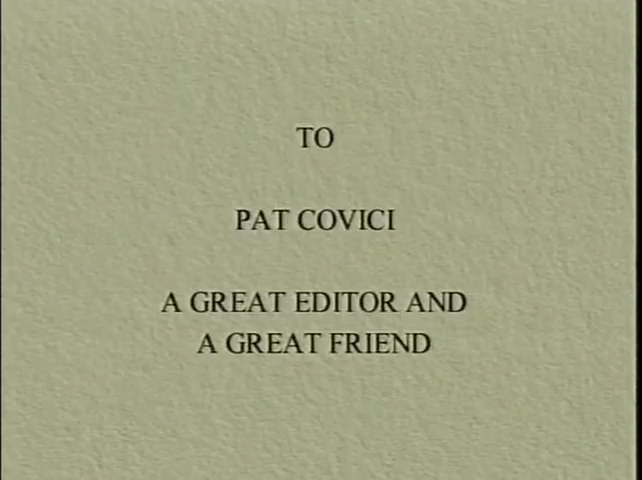 TO
PAT COVICI
A GREAT EDITOR AND
A GREAT FRIEND